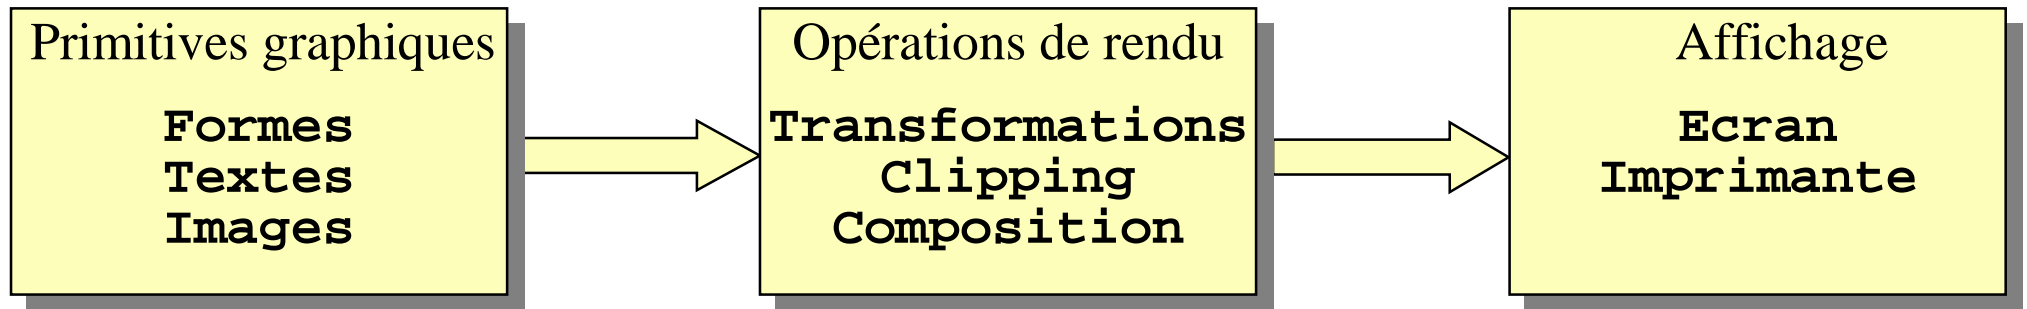 Primitives graphiques
Formes
Textes
Images
Opérations de rendu
Transformations
Clipping
Composition
Affichage
Ecran
Imprimante